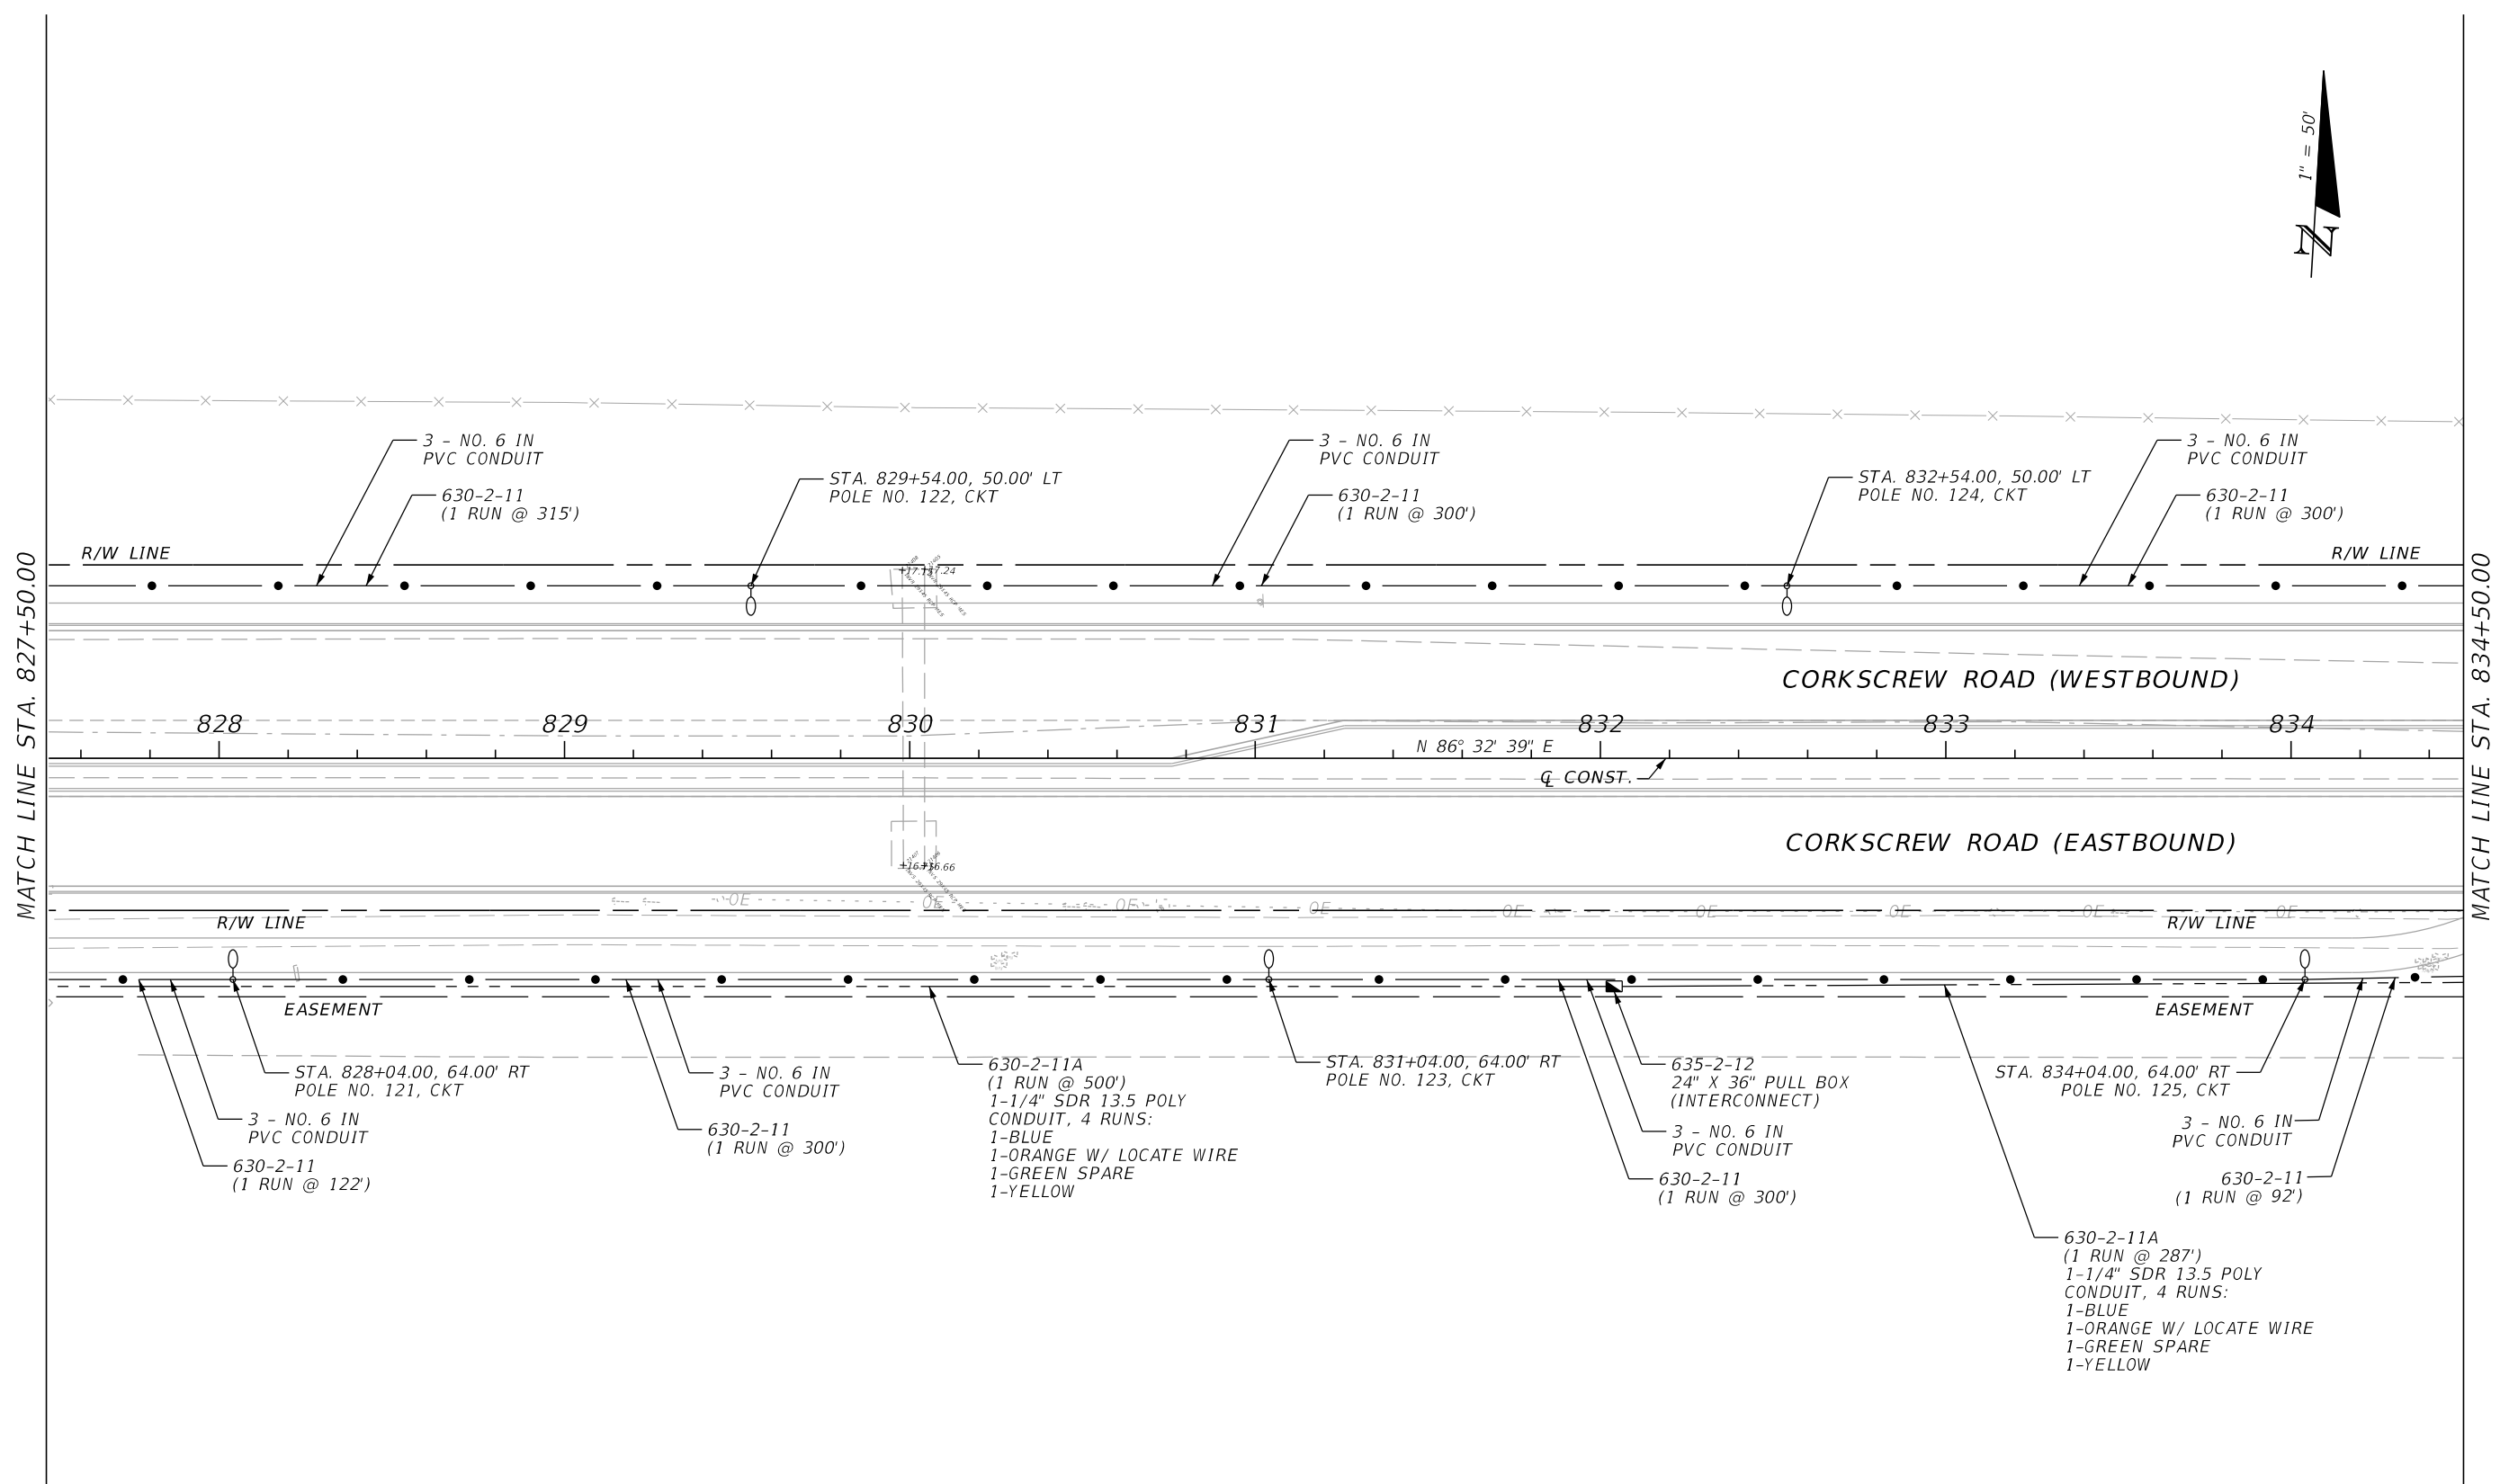 1" = 50'
N
3 - NO. 6 IN
PVC CONDUIT
630-2-11
(1 RUN @ 315')
STA. 829+54.00, 50.00' LT
POLE NO. 122, CKT
3 - NO. 6 IN
PVC CONDUIT
630-2-11
(1 RUN @ 300')
STA. 832+54.00, 50.00' LT
POLE NO. 124, CKT
3 - NO. 6 IN
PVC CONDUIT
630-2-11
(1 RUN @ 300')
R/W LINE
R/W LINE
MATCH LINE STA. 827+50.00
MATCH LINE STA. 834+50.00
CORKSCREW ROAD (WESTBOUND)
828 829 830 831 832 833 834
N 86° 32' 39" E
CL CONST.
CORKSCREW ROAD (EASTBOUND)
OE OE OE OE OE OE OE OE OE
R/W LINE
R/W LINE
EASEMENT
EASEMENT
STA. 828+04.00, 64.00' RT
POLE NO. 121, CKT
3 - NO. 6 IN
PVC CONDUIT
630-2-11
(1 RUN @ 122')
3 - NO. 6 IN
PVC CONDUIT
630-2-11
(1 RUN @ 300')
630-2-11A
(1 RUN @ 500')
1-1/4" SDR 13.5 POLY
CONDUIT, 4 RUNS:
1-BLUE
1-ORANGE W/ LOCATE WIRE
1-GREEN SPARE
1-YELLOW
STA. 831+04.00, 64.00' RT
POLE NO. 123, CKT
635-2-12
24" X 36" PULL BOX
(INTERCONNECT)
3 - NO. 6 IN
PVC CONDUIT
630-2-11
(1 RUN @ 300')
STA. 834+04.00, 64.00' RT
POLE NO. 125, CKT
3 - NO. 6 IN
PVC CONDUIT
630-2-11
(1 RUN @ 92')
630-2-11A
(1 RUN @ 287')
1-1/4" SDR 13.5 POLY
CONDUIT, 4 RUNS:
1-BLUE
1-ORANGE W/ LOCATE WIRE
1-GREEN SPARE
1-YELLOW